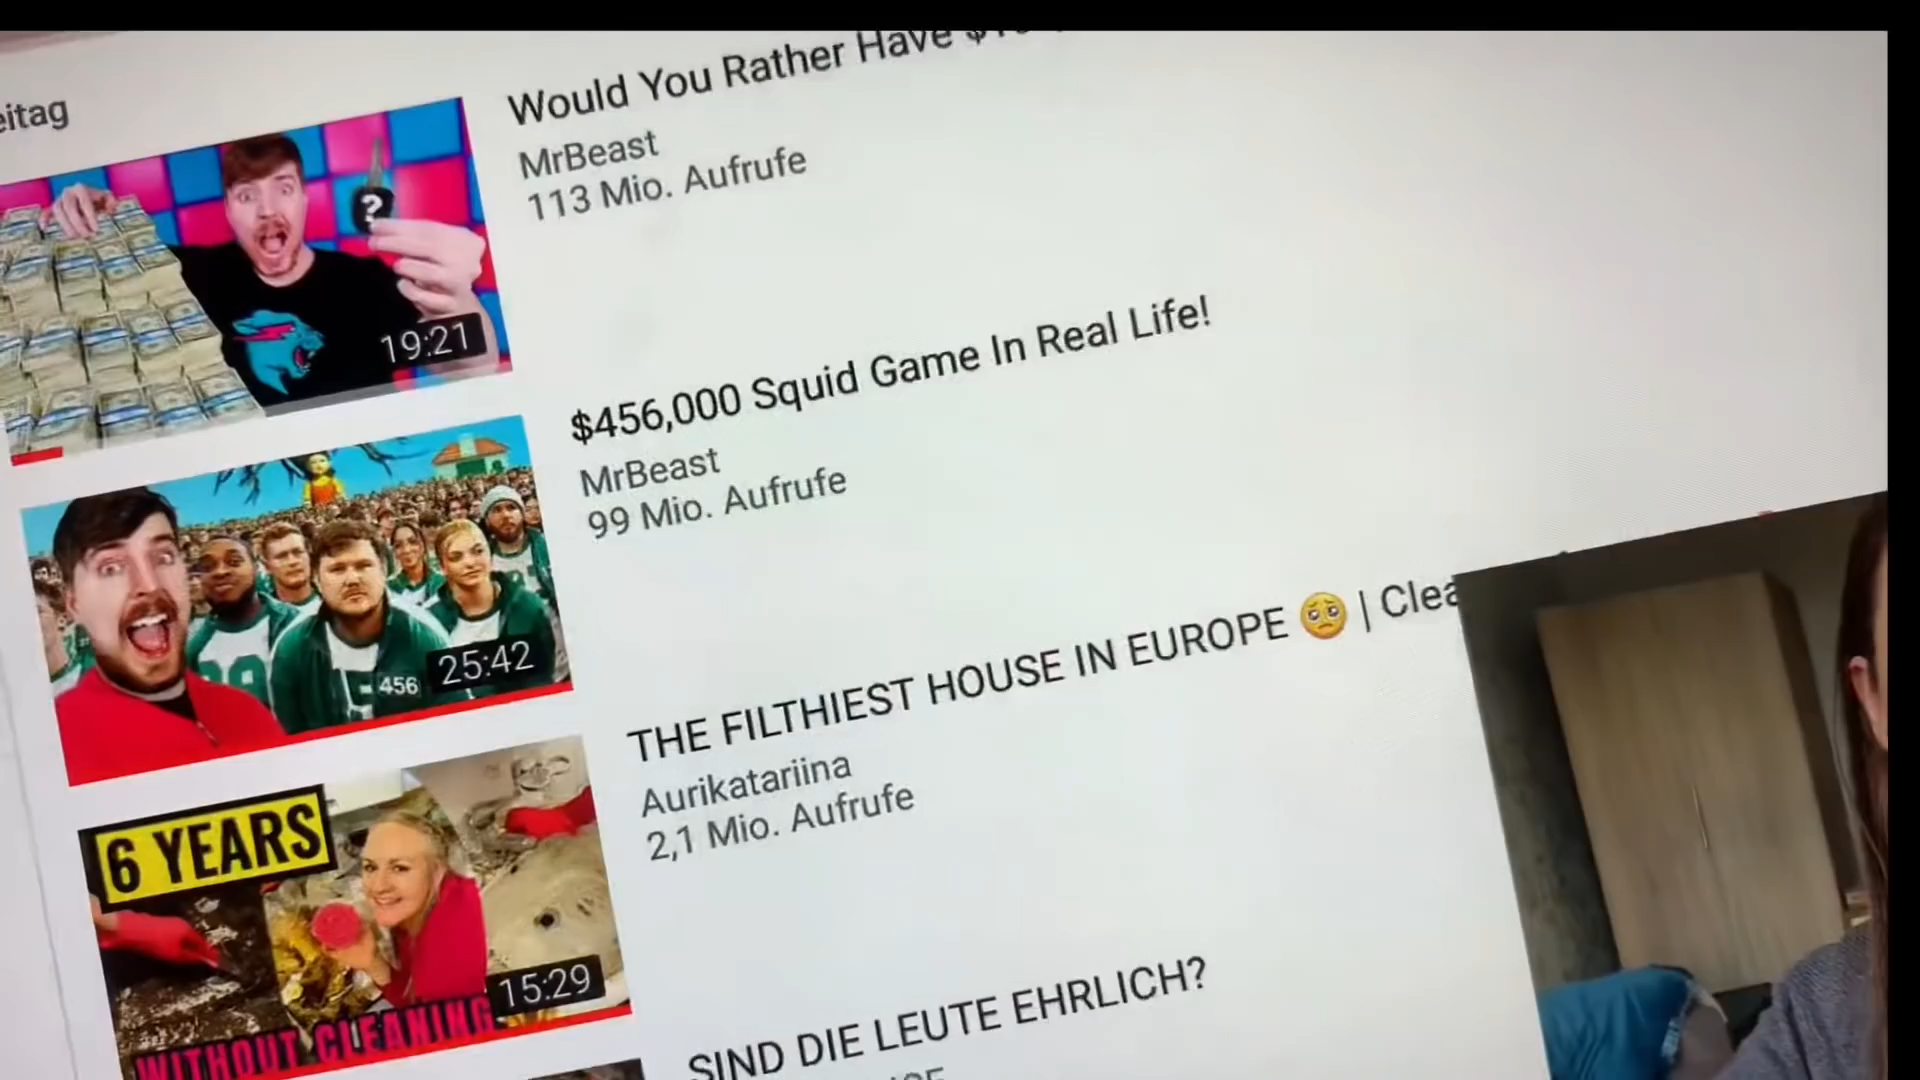 eitag
Would You Rather Have
MrBeast
113 Mio. Aufrufe
?
19:21
$456,000 Squid Game In Real Life!
MrBeast
99 Mio. Aufrufe
456
25:42
THE FILTHIEST HOUSE IN EUROPE 🥺 | Clea
Aurikatariina
2,1 Mio. Aufrufe
6 YEARS
WITHOUT CLEANING
15:29
SIND DIE LEUTE EHRLICH?